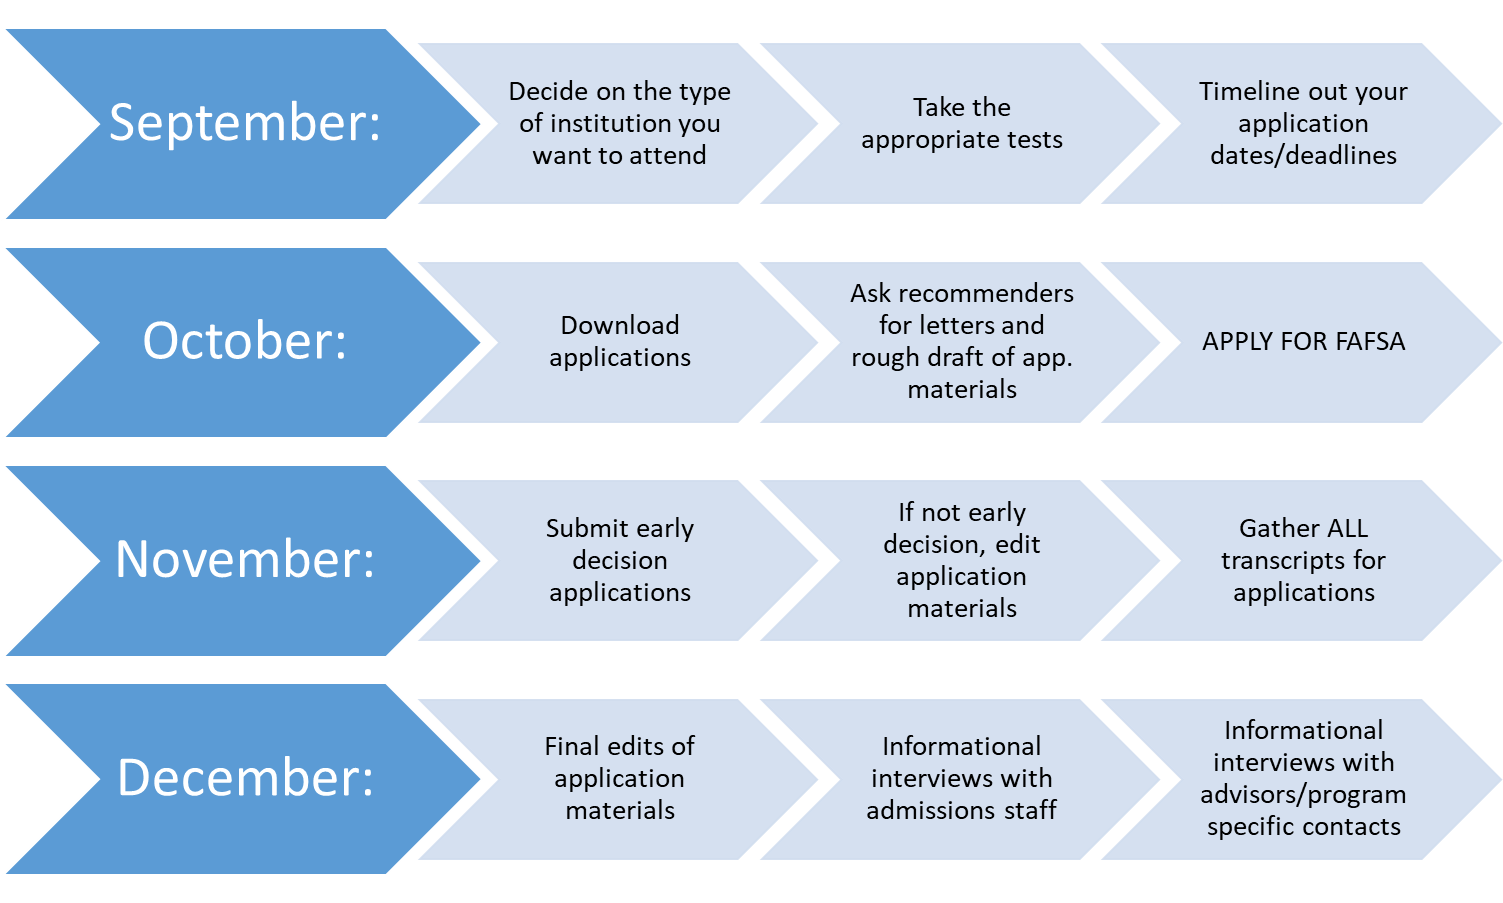 September:
Decide on the type
of institution you
want to attend
Take the
appropriate tests
Timeline out your
application
dates/deadlines
October:
Download
applications
Ask recommenders
for letters and
rough draft of app.
materials
APPLY FOR FAFSA
November:
Submit early
decision
applications
If not early
decision, edit
application
materials
Gather ALL
transcripts for
applications
December:
Final edits of
application
materials
Informational
interviews with
admissions staff
Informational
interviews with
advisors/program
specific contacts